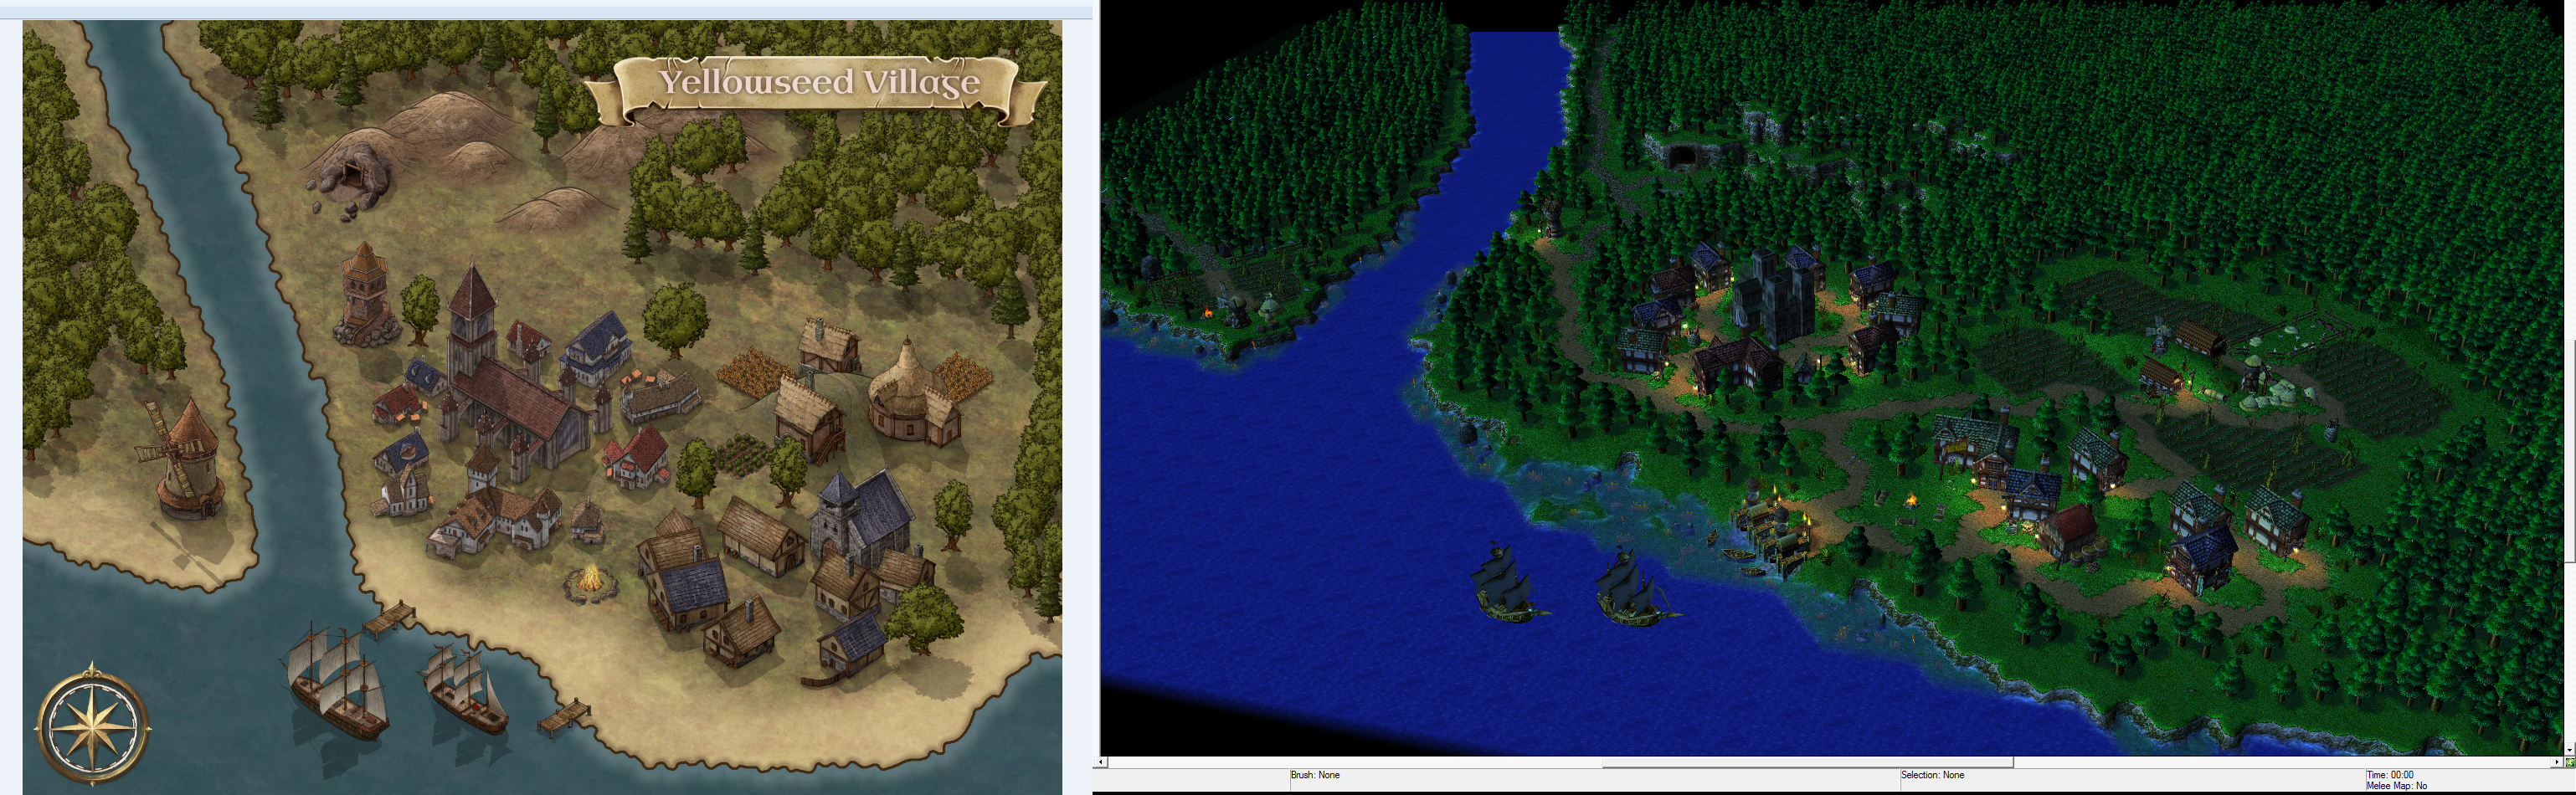 Yellowseed Village
Brush: None
Selection: None
Time: 00:00
Melee Map: No